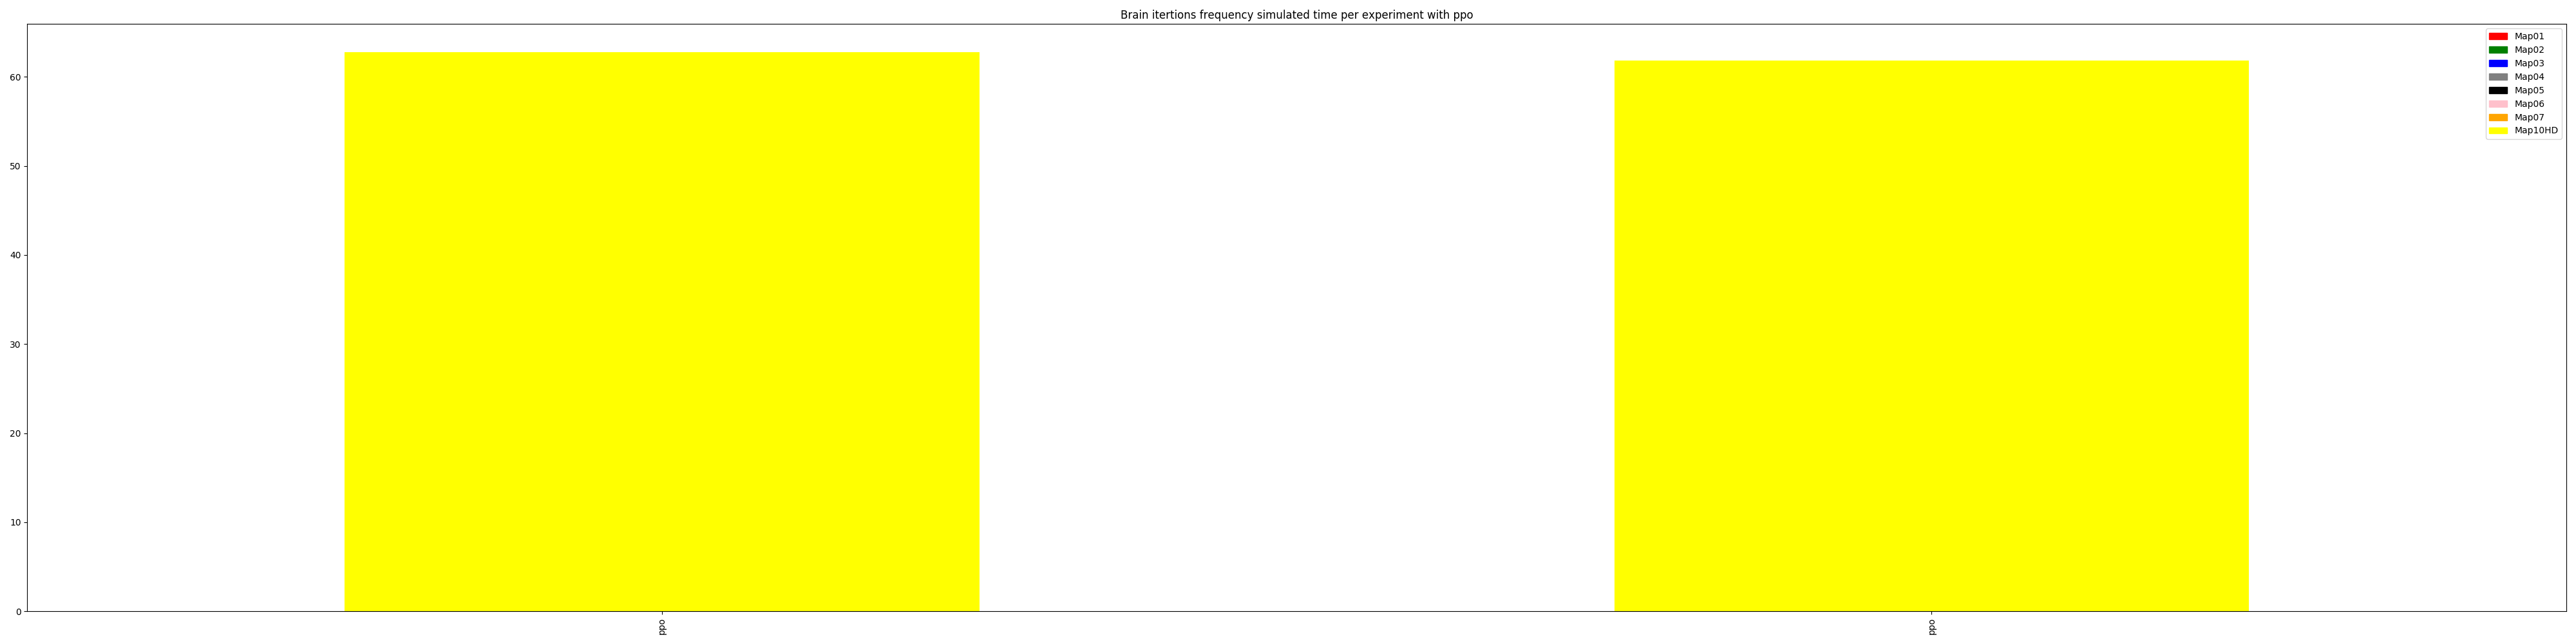 Brain itertions frequency simulated time per experiment with ppo
Map01
Map02
Map03
Map04
Map05
Map06
Map07
Map10HD
60
50
40
30
20
10
0
ppo
ppo